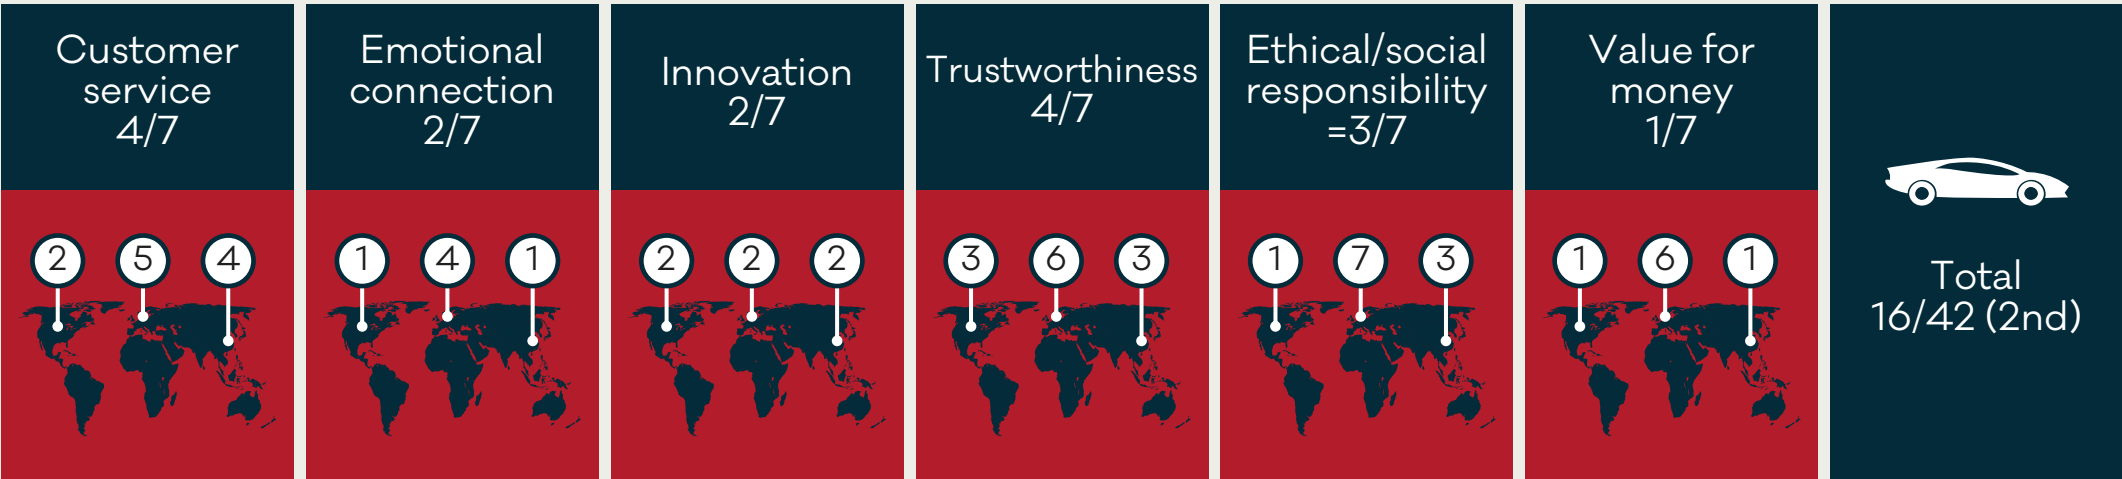 Customer
service
4/7
2 5 4
Emotional
connection
2/7
1 4 1
Innovation
2/7
2 2 2
Trustworthiness
4/7
3 6 3
Ethical/social
responsibility
=3/7
1 7 3
Value for
money
1/7
1 6 1
Total
16/42 (2nd)